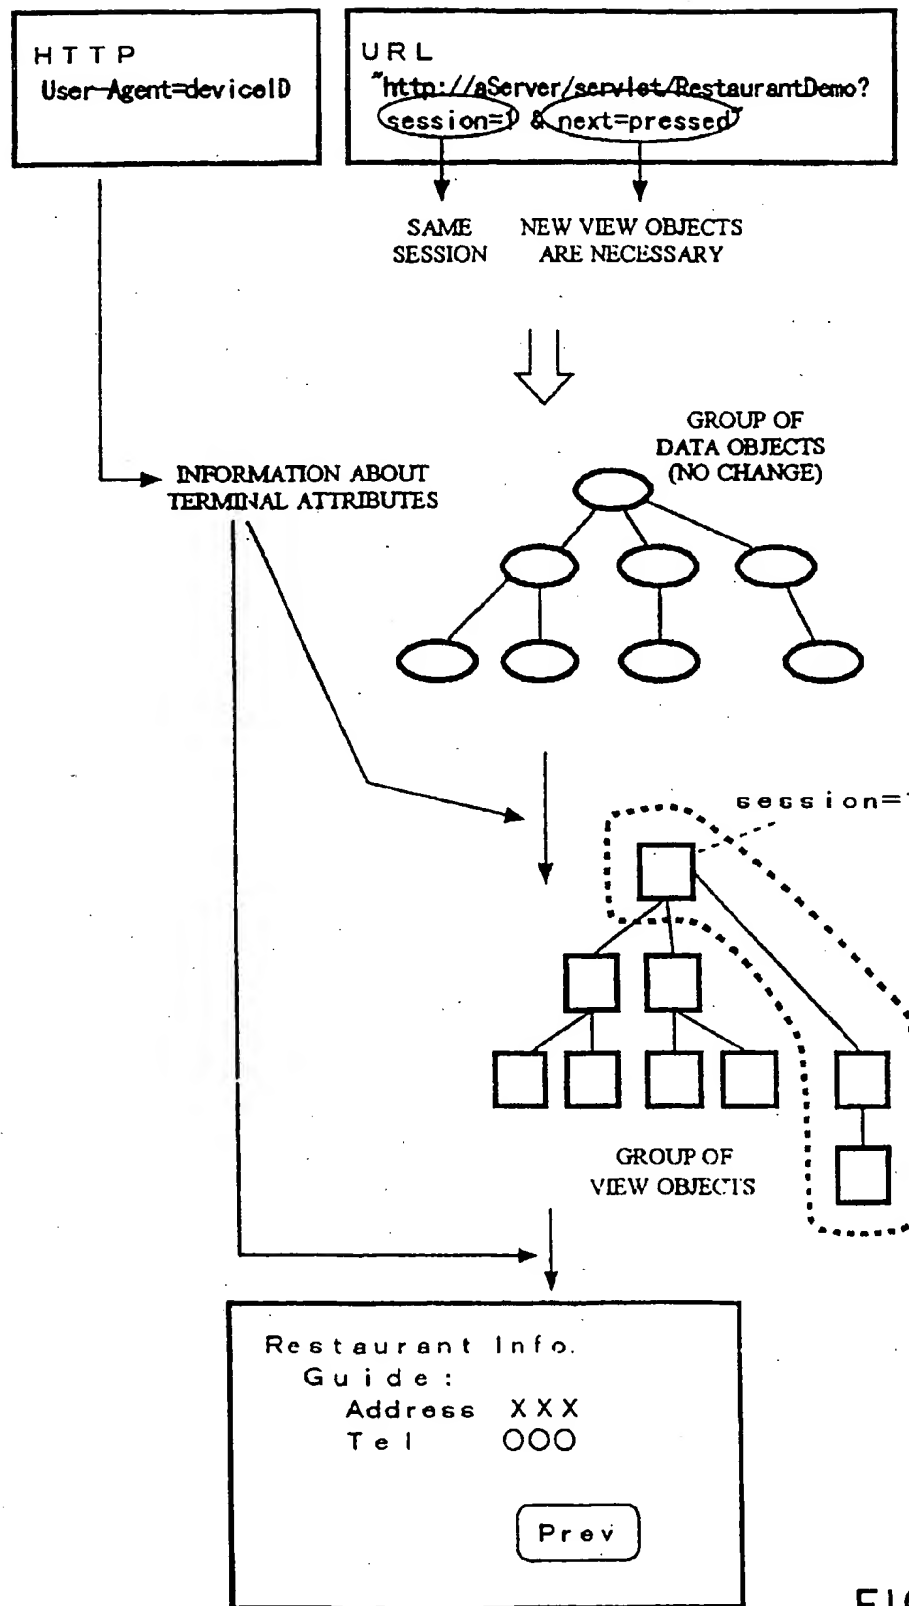 HTTP
User-Agent=deviceID
URL
"http://aServer/servlet/RestaurantDemo?
session=1 & next=pressed"
SAME
SESSION
NEW VIEW OBJECTS
ARE NECESSARY
GROUP OF
DATA OBJECTS
(NO CHANGE)
INFORMATION ABOUT
TERMINAL ATTRIBUTES
session=1
GROUP OF
VIEW OBJECTS
Restaurant Info.
Guide:
Address XXX
Tel OOO
Prev